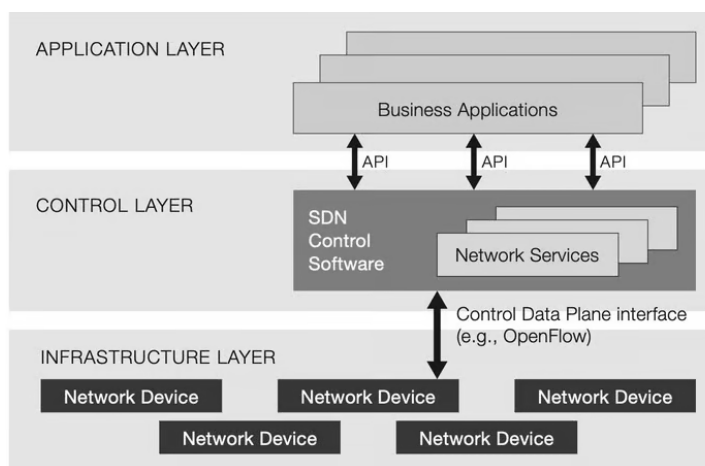 APPLICATION LAYER
Business Applications
API
API
API
CONTROL LAYER
SDN
Control
Software
Network Services
Control Data Plane interface
(e.g., OpenFlow)
INFRASTRUCTURE LAYER
Network Device
Network Device
Network Device
Network Device
Network Device